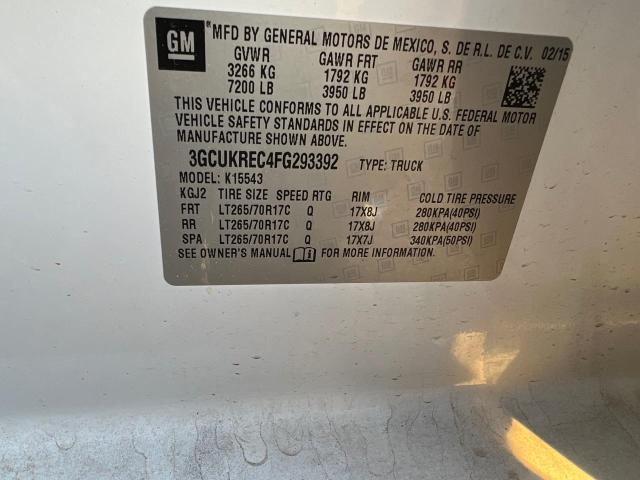 GM
*MFD BY GENERAL MOTORS DE MEXICO, S. DE R.L. DE C.V. 02/15
GVWR GAWR FRT GAWR RR
3266 KG 1792 KG 1792 KG
7200 LB 3950 LB 3950 LB
THIS VEHICLE CONFORMS TO ALL APPLICABLE U.S. FEDERAL MOTOR
VEHICLE SAFETY STANDARDS IN EFFECT ON THE DATE OF
MANUFACTURE SHOWN ABOVE.
3GCUKREC4FG293392 TYPE: TRUCK
MODEL: K15543
KGJ2 TIRE SIZE SPEED RTG RIM COLD TIRE PRESSURE
FRT LT265/70R17C Q 17X8J 280KPA(40PSI)
RR LT265/70R17C Q 17X8J 280KPA(40PSI)
SPA LT265/70R17C Q 17X7J 340KPA(50PSI)
SEE OWNER'S MANUAL FOR MORE INFORMATION.